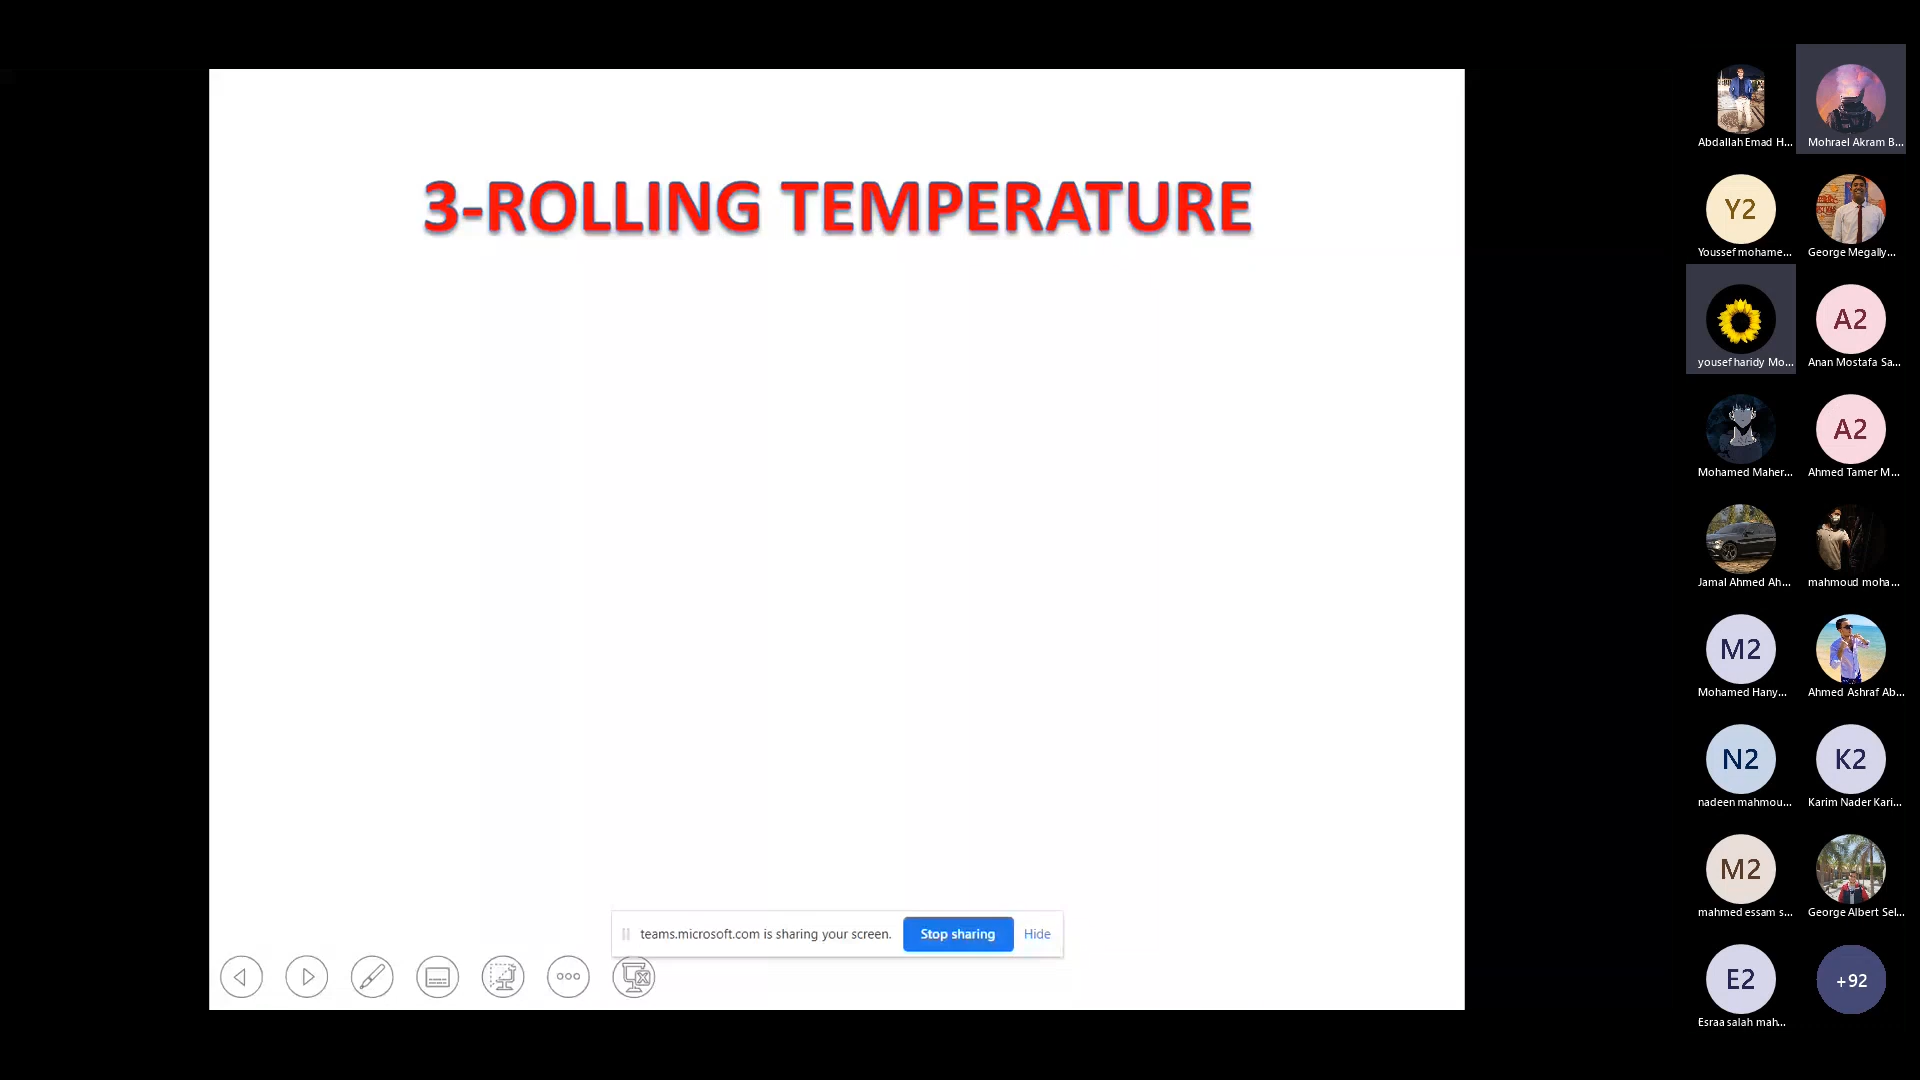 3-ROLLING TEMPERATURE
teams.microsoft.com is sharing your screen.
Stop sharing
Hide
Abdallah Emad H...
Mohrael Akram B...
Y2
Youssef mohame...
George Megally...
yousef haridy Mo...
A2
Anan Mostafa Sa...
Mohamed Maher...
A2
Ahmed Tamer M...
Jamal Ahmed Ah...
mahmoud moha...
M2
Mohamed Hany...
Ahmed Ashraf Ab...
N2
nadeen mahmou...
K2
Karim Nader Kari...
M2
mahmed essam s...
George Albert Sel...
E2
Esraa salah mah...
+92